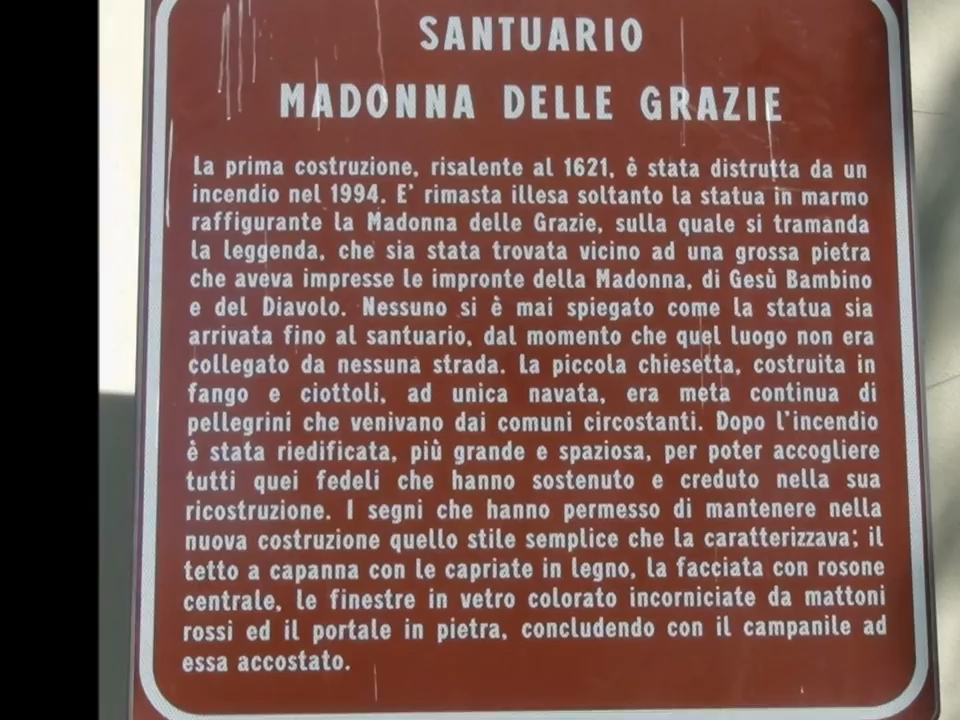 SANTUARIO
MADONNA DELLE GRAZIE
La prima costruzione, risalente al 1621, è stata distrutta da un
incendio nel 1994. E' rimasta illesa soltanto la statua in marmo
raffigurante la Madonna delle Grazie, sulla quale si tramanda
la leggenda, che sia stata trovata vicino ad una grossa pietra
che aveva impresse le impronte della Madonna, di Gesù Bambino
e del Diavolo. Nessuno si è mai spiegato come la statua sia
arrivata fino al santuario, dal momento che quel luogo non era
collegato da nessuna strada. La piccola chiesetta, costruita in
fango e ciottoli, ad unica navata, era meta continua di
pellegrini che venivano dai comuni circostanti. Dopo l'incendio
è stata riedificata, più grande e spaziosa, per poter accogliere
tutti quei fedeli che hanno sostenuto e creduto nella sua
ricostruzione. I segni che hanno permesso di mantenere nella
nuova costruzione quello stile semplice che la caratterizzava; il
tetto a capanna con le capriate in legno, la facciata con rosone
centrale, le finestre in vetro colorato incorniciate da mattoni
rossi ed il portale in pietra, concludendo con il campanile ad
essa accostato.